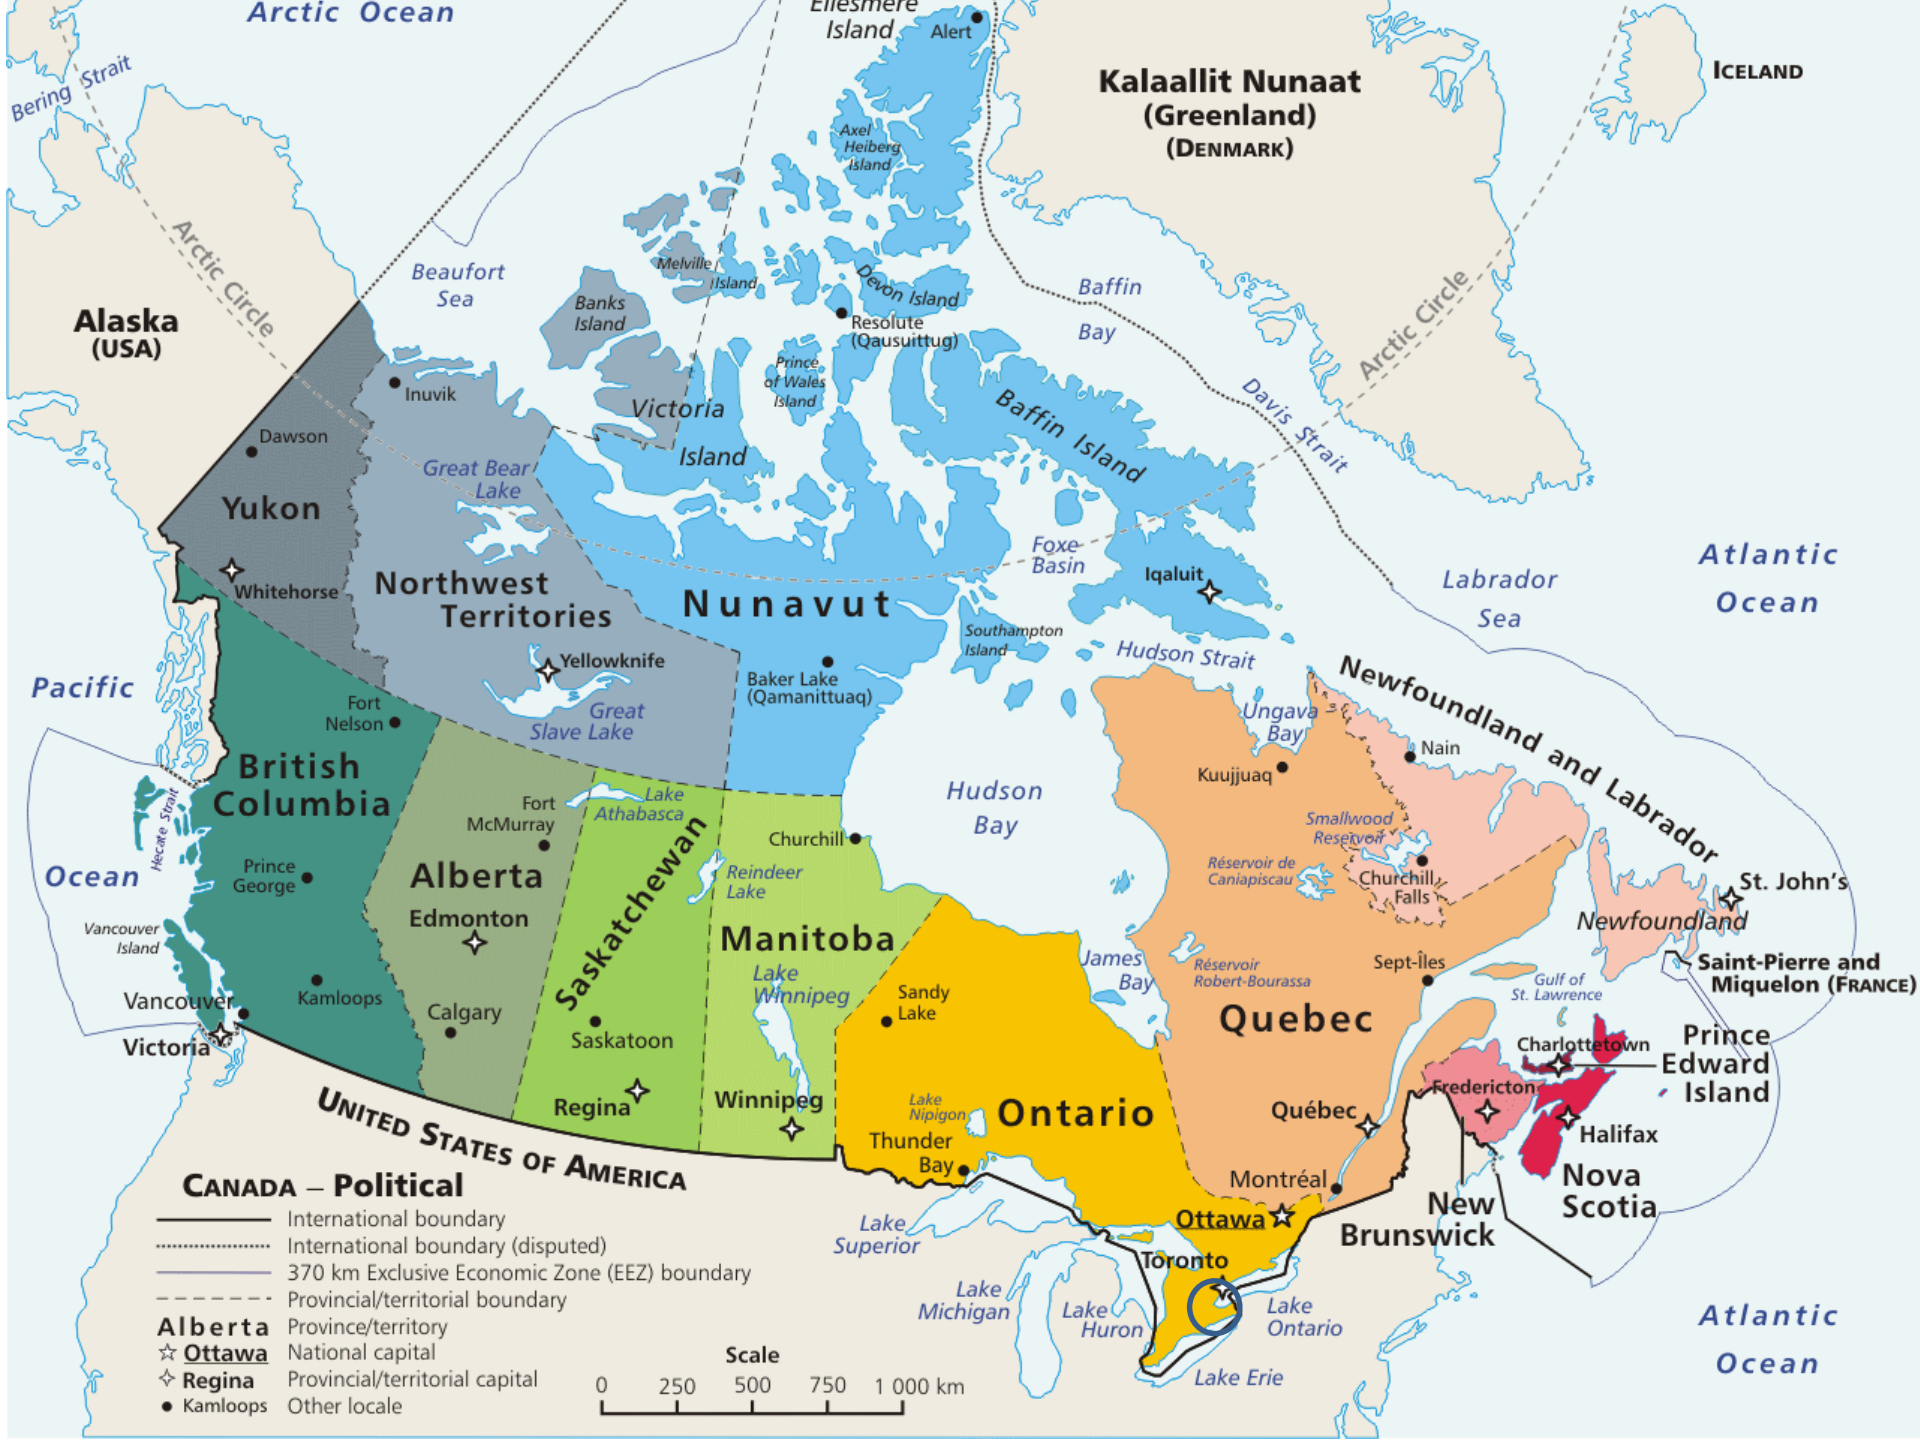 Arctic Ocean
Ellesmere
Island
Alert
Bering Strait
Kalaallit Nunaat
(Greenland)
(DENMARK)
ICELAND
Axel
Heiberg
Island
Arctic Circle
Beaufort
Sea
Melville
Island
Devon Island
Baffin
Bay
Arctic Circle
Alaska
(USA)
Banks
Island
Resolute
(Qausuittug)
Prince
of Wales
Island
Inuvik
Victoria
Island
Baffin Island
Davis Strait
Dawson
Great Bear
Lake
Yukon
Whitehorse
Northwest
Territories
Nunavut
Foxe
Basin
Iqaluit
Labrador
Sea
Atlantic
Ocean
Southampton
Island
Hudson Strait
Yellowknife
Baker Lake
(Qamanittuaq)
Great
Slave Lake
Pacific
Ocean
Fort
Nelson
Ungava
Bay
Newfoundland and Labrador
Nain
Kuujjuaq
British
Columbia
Hecate Strait
Fort
McMurray
Lake
Athabasca
Hudson
Bay
Churchill
Smallwood
Reservoir
Réservoir de
Caniapiscau
Churchill
Falls
Prince
George
Alberta
Edmonton
Saskatchewan
Reindeer
Lake
St. John's
Newfoundland
Vancouver
Island
Manitoba
Lake
Winnipeg
James
Bay
Réservoir
Robert-Bourassa
Sept-Îles
Gulf of
St. Lawrence
Saint-Pierre and
Miquelon (FRANCE)
Vancouver
Kamloops
Calgary
Sandy
Lake
Quebec
Victoria
Saskatoon
Charlottetown
Prince
Edward
Island
Regina
Winnipeg
Lake
Nipigon
Ontario
Québec
Fredericton
Halifax
UNITED STATES OF AMERICA
Thunder
Bay
Montréal
Nova
Scotia
New
Brunswick
Ottawa
Lake
Superior
Toronto
Lake
Michigan
Lake
Huron
Lake
Ontario
Lake Erie
Atlantic
Ocean
CANADA – Political
International boundary
International boundary (disputed)
370 km Exclusive Economic Zone (EEZ) boundary
Provincial/territorial boundary
Alberta Province/territory
Ottawa National capital
Regina Provincial/territorial capital
Kamloops Other locale
Scale
0 250 500 750 1 000 km